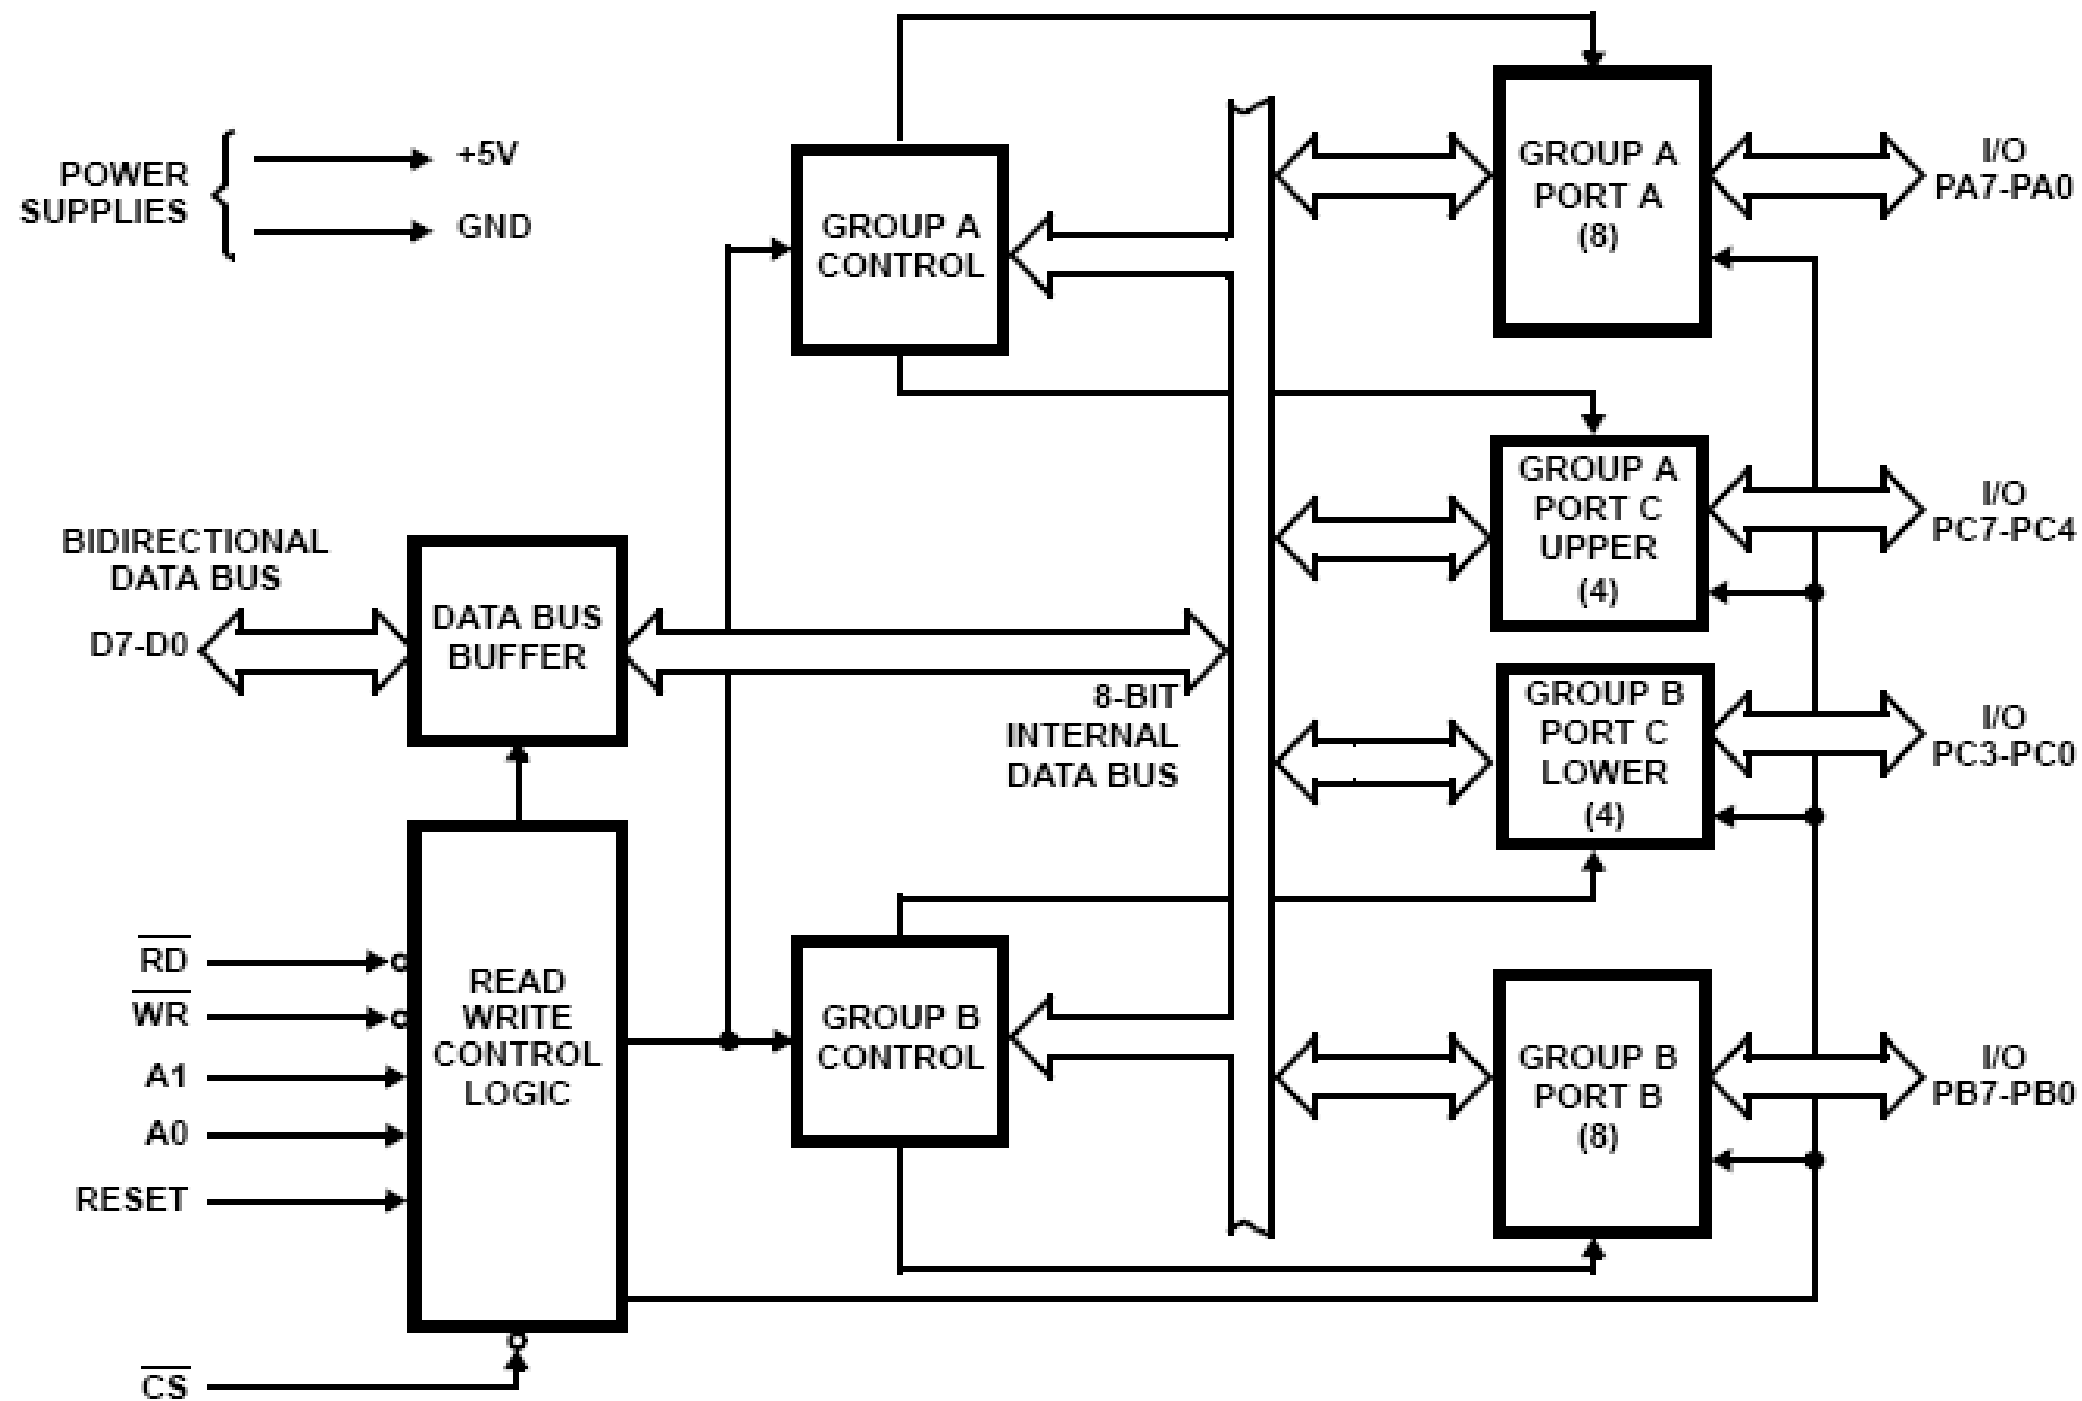 POWER
SUPPLIES
+5V
GND
GROUP A
CONTROL
GROUP A
PORT A
(8)
I/O
PA7-PA0
GROUP A
PORT C
UPPER
(4)
I/O
PC7-PC4
BIDIRECTIONAL
DATA BUS
D7-D0
DATA BUS
BUFFER
8-BIT
INTERNAL
DATA BUS
GROUP B
PORT C
LOWER
(4)
I/O
PC3-PC0
RD
WR
A1
A0
RESET
CS
READ
WRITE
CONTROL
LOGIC
GROUP B
CONTROL
GROUP B
PORT B
(8)
I/O
PB7-PB0